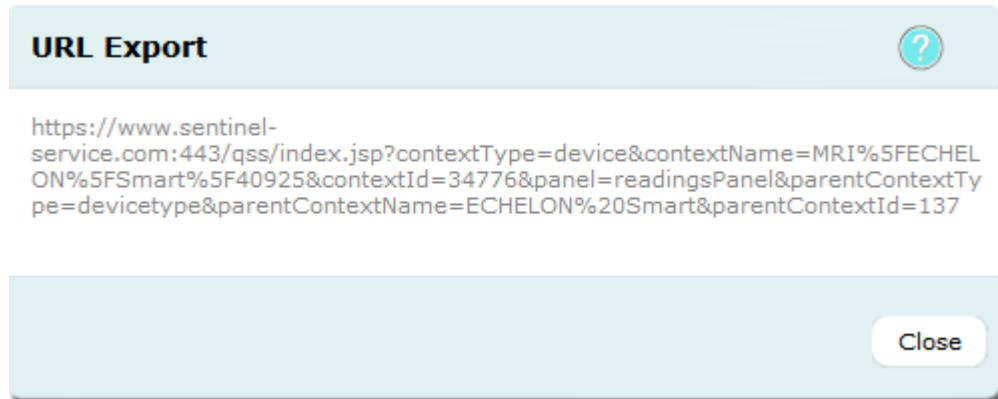 URL Export
?
https://www.sentinel-
service.com:443/qss/index.jsp?contextType=device&contextName=MRI%5FECHEL
ON%5FSmart%5F40925&contextId=34776&panel=readingsPanel&parentContextTy
pe=devicetype&parentContextName=ECHELON%20Smart&parentContextId=137
Close